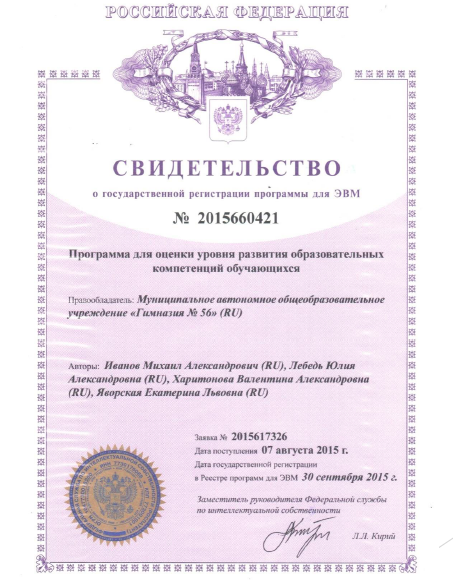 РОССИЙСКАЯ ФЕДЕРАЦИЯ
СВИДЕТЕЛЬСТВО
о государственной регистрации программы для ЭВМ
№ 2015660421
Программа для оценки уровня развития образовательных
компетенций обучающихся
Правообладатель: Муниципальное автономное общеобразовательное
учреждение «Гимназия № 56» (RU)
Авторы: Иванов Михаил Александрович (RU), Лебедь Юлия
Александровна (RU), Харитонова Валентина Александровна
(RU), Яворская Екатерина Львовна (RU)
Заявка № 2015617326
Дата поступления 07 августа 2015 г.
Дата государственной регистрации
в Реестре программ для ЭВМ 30 сентября 2015 г.
Заместитель руководителя Федеральной службы
по интеллектуальной собственности
Л.Л. Кирий